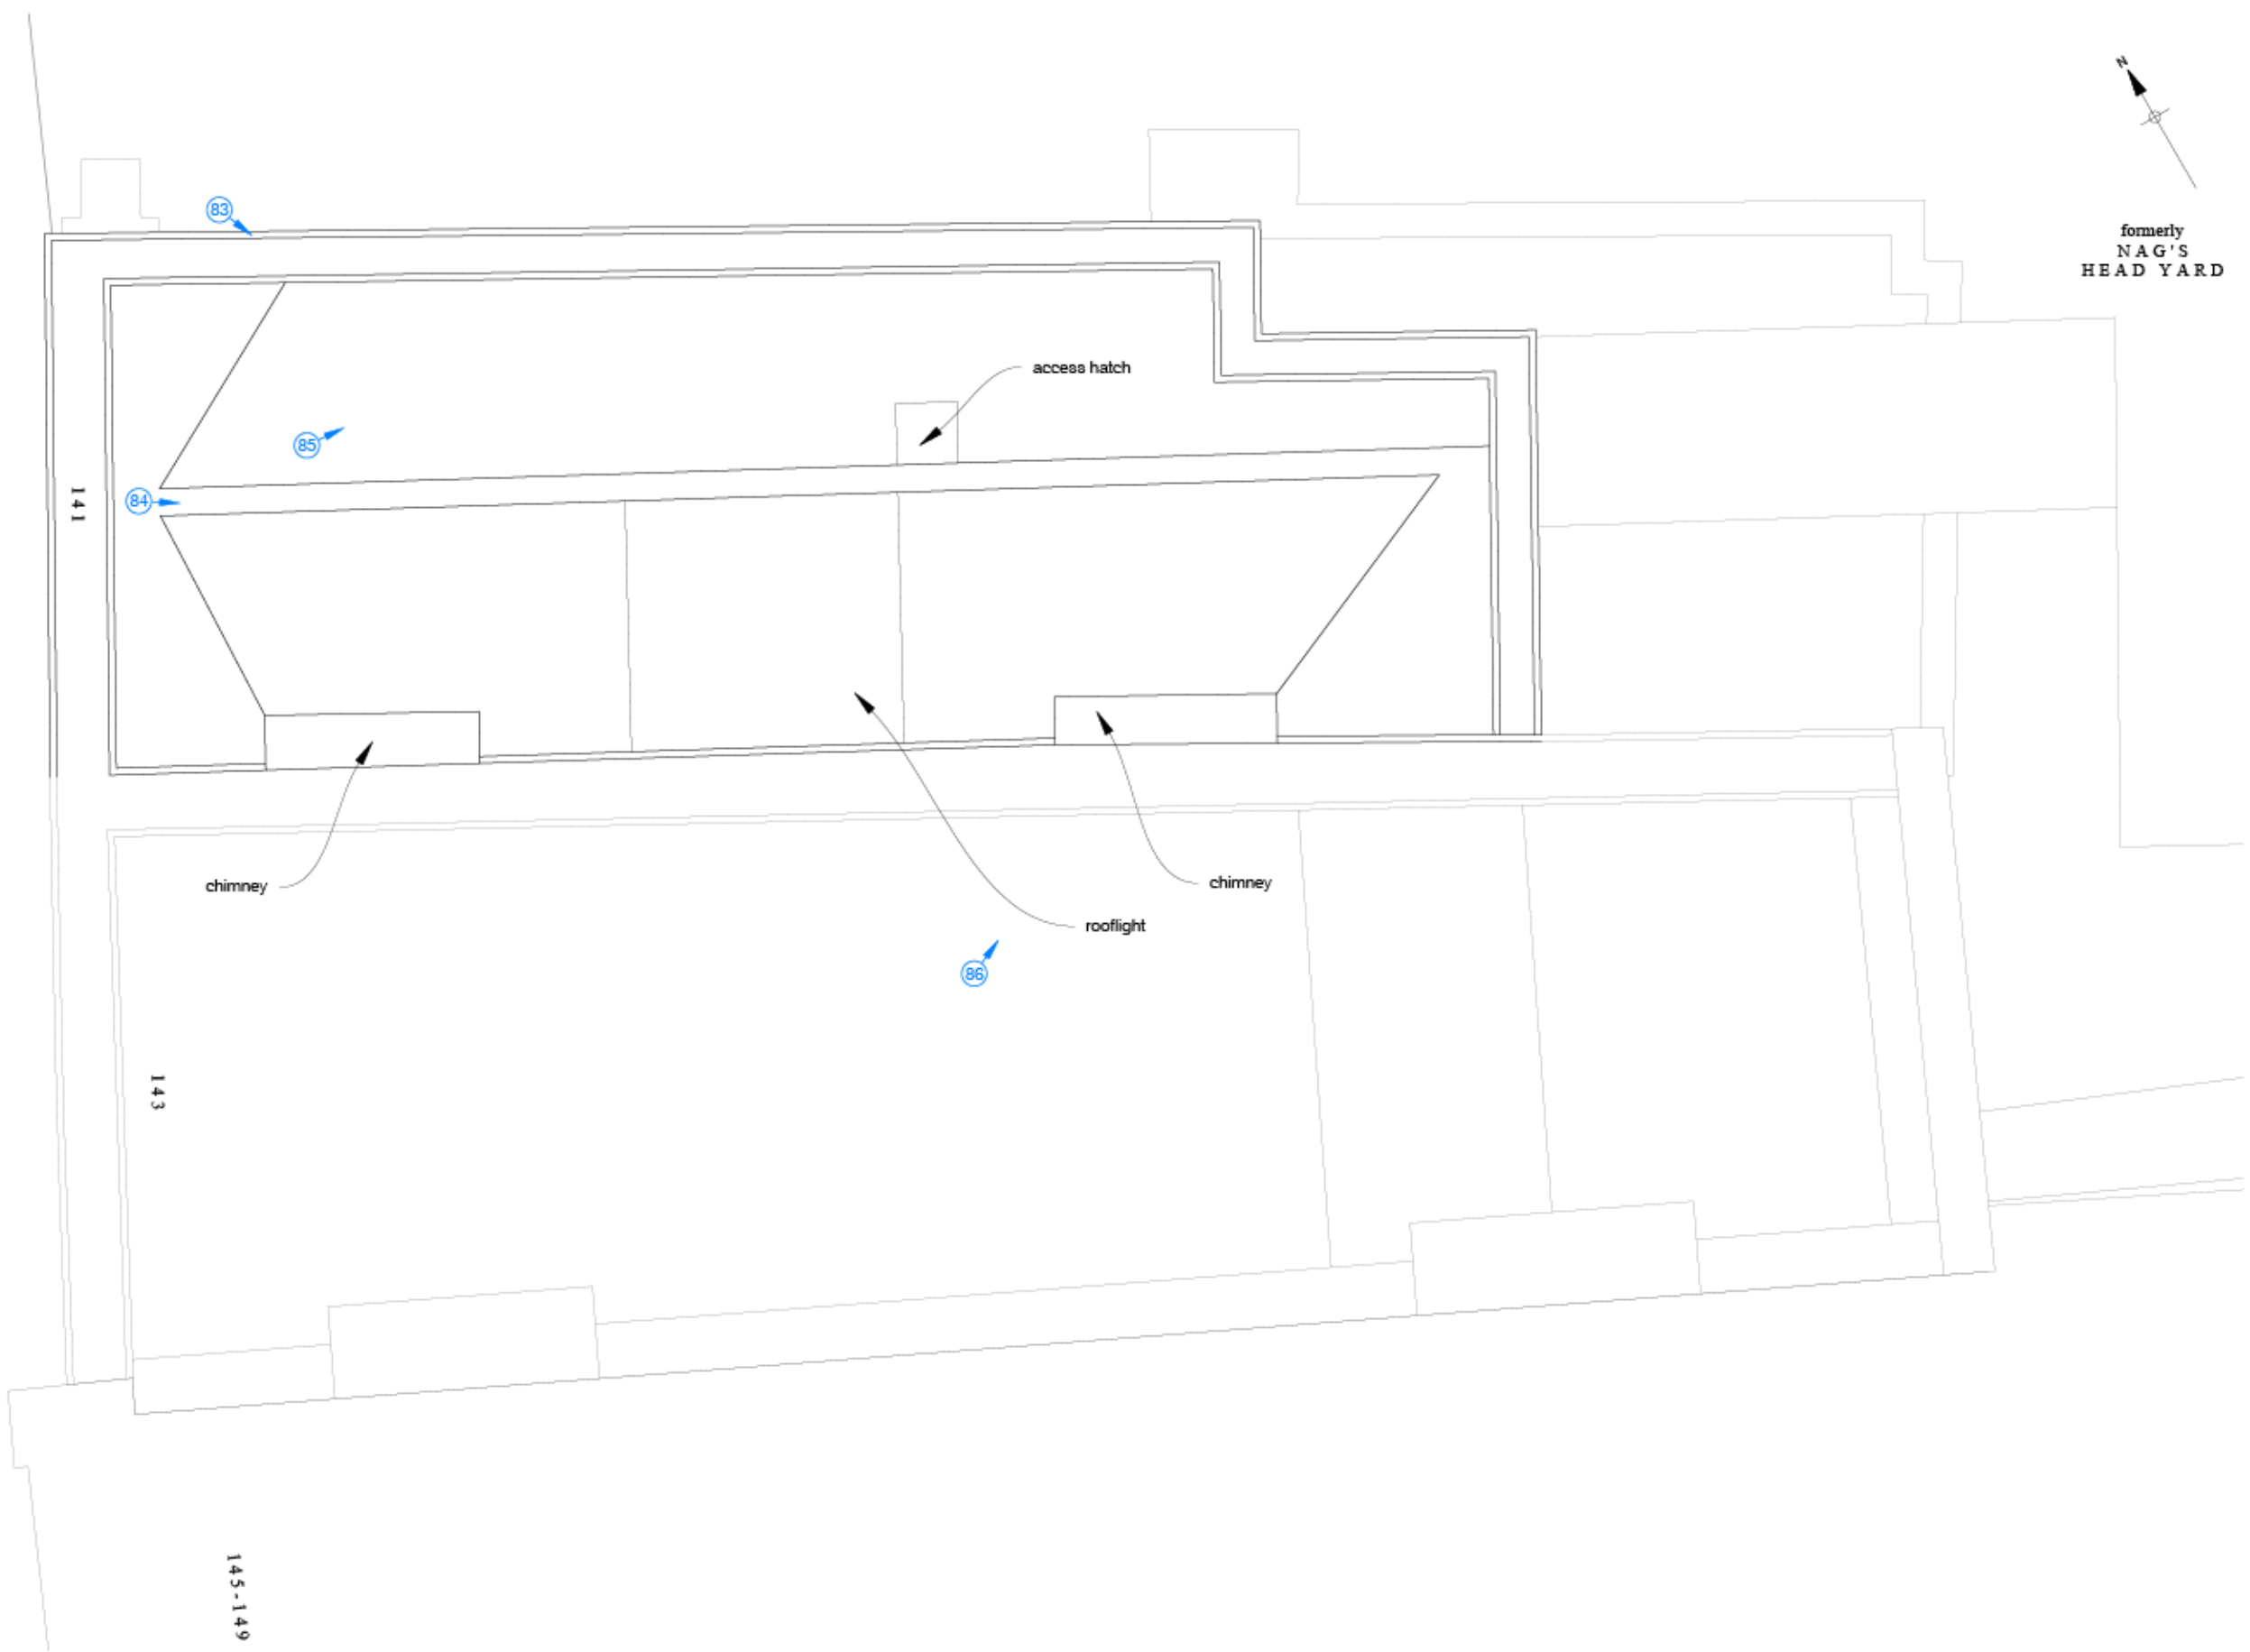 N
83
formerly
NAG'S
HEAD YARD
access hatch
85
141
84
chimney
chimney
rooflight
86
143
145-149